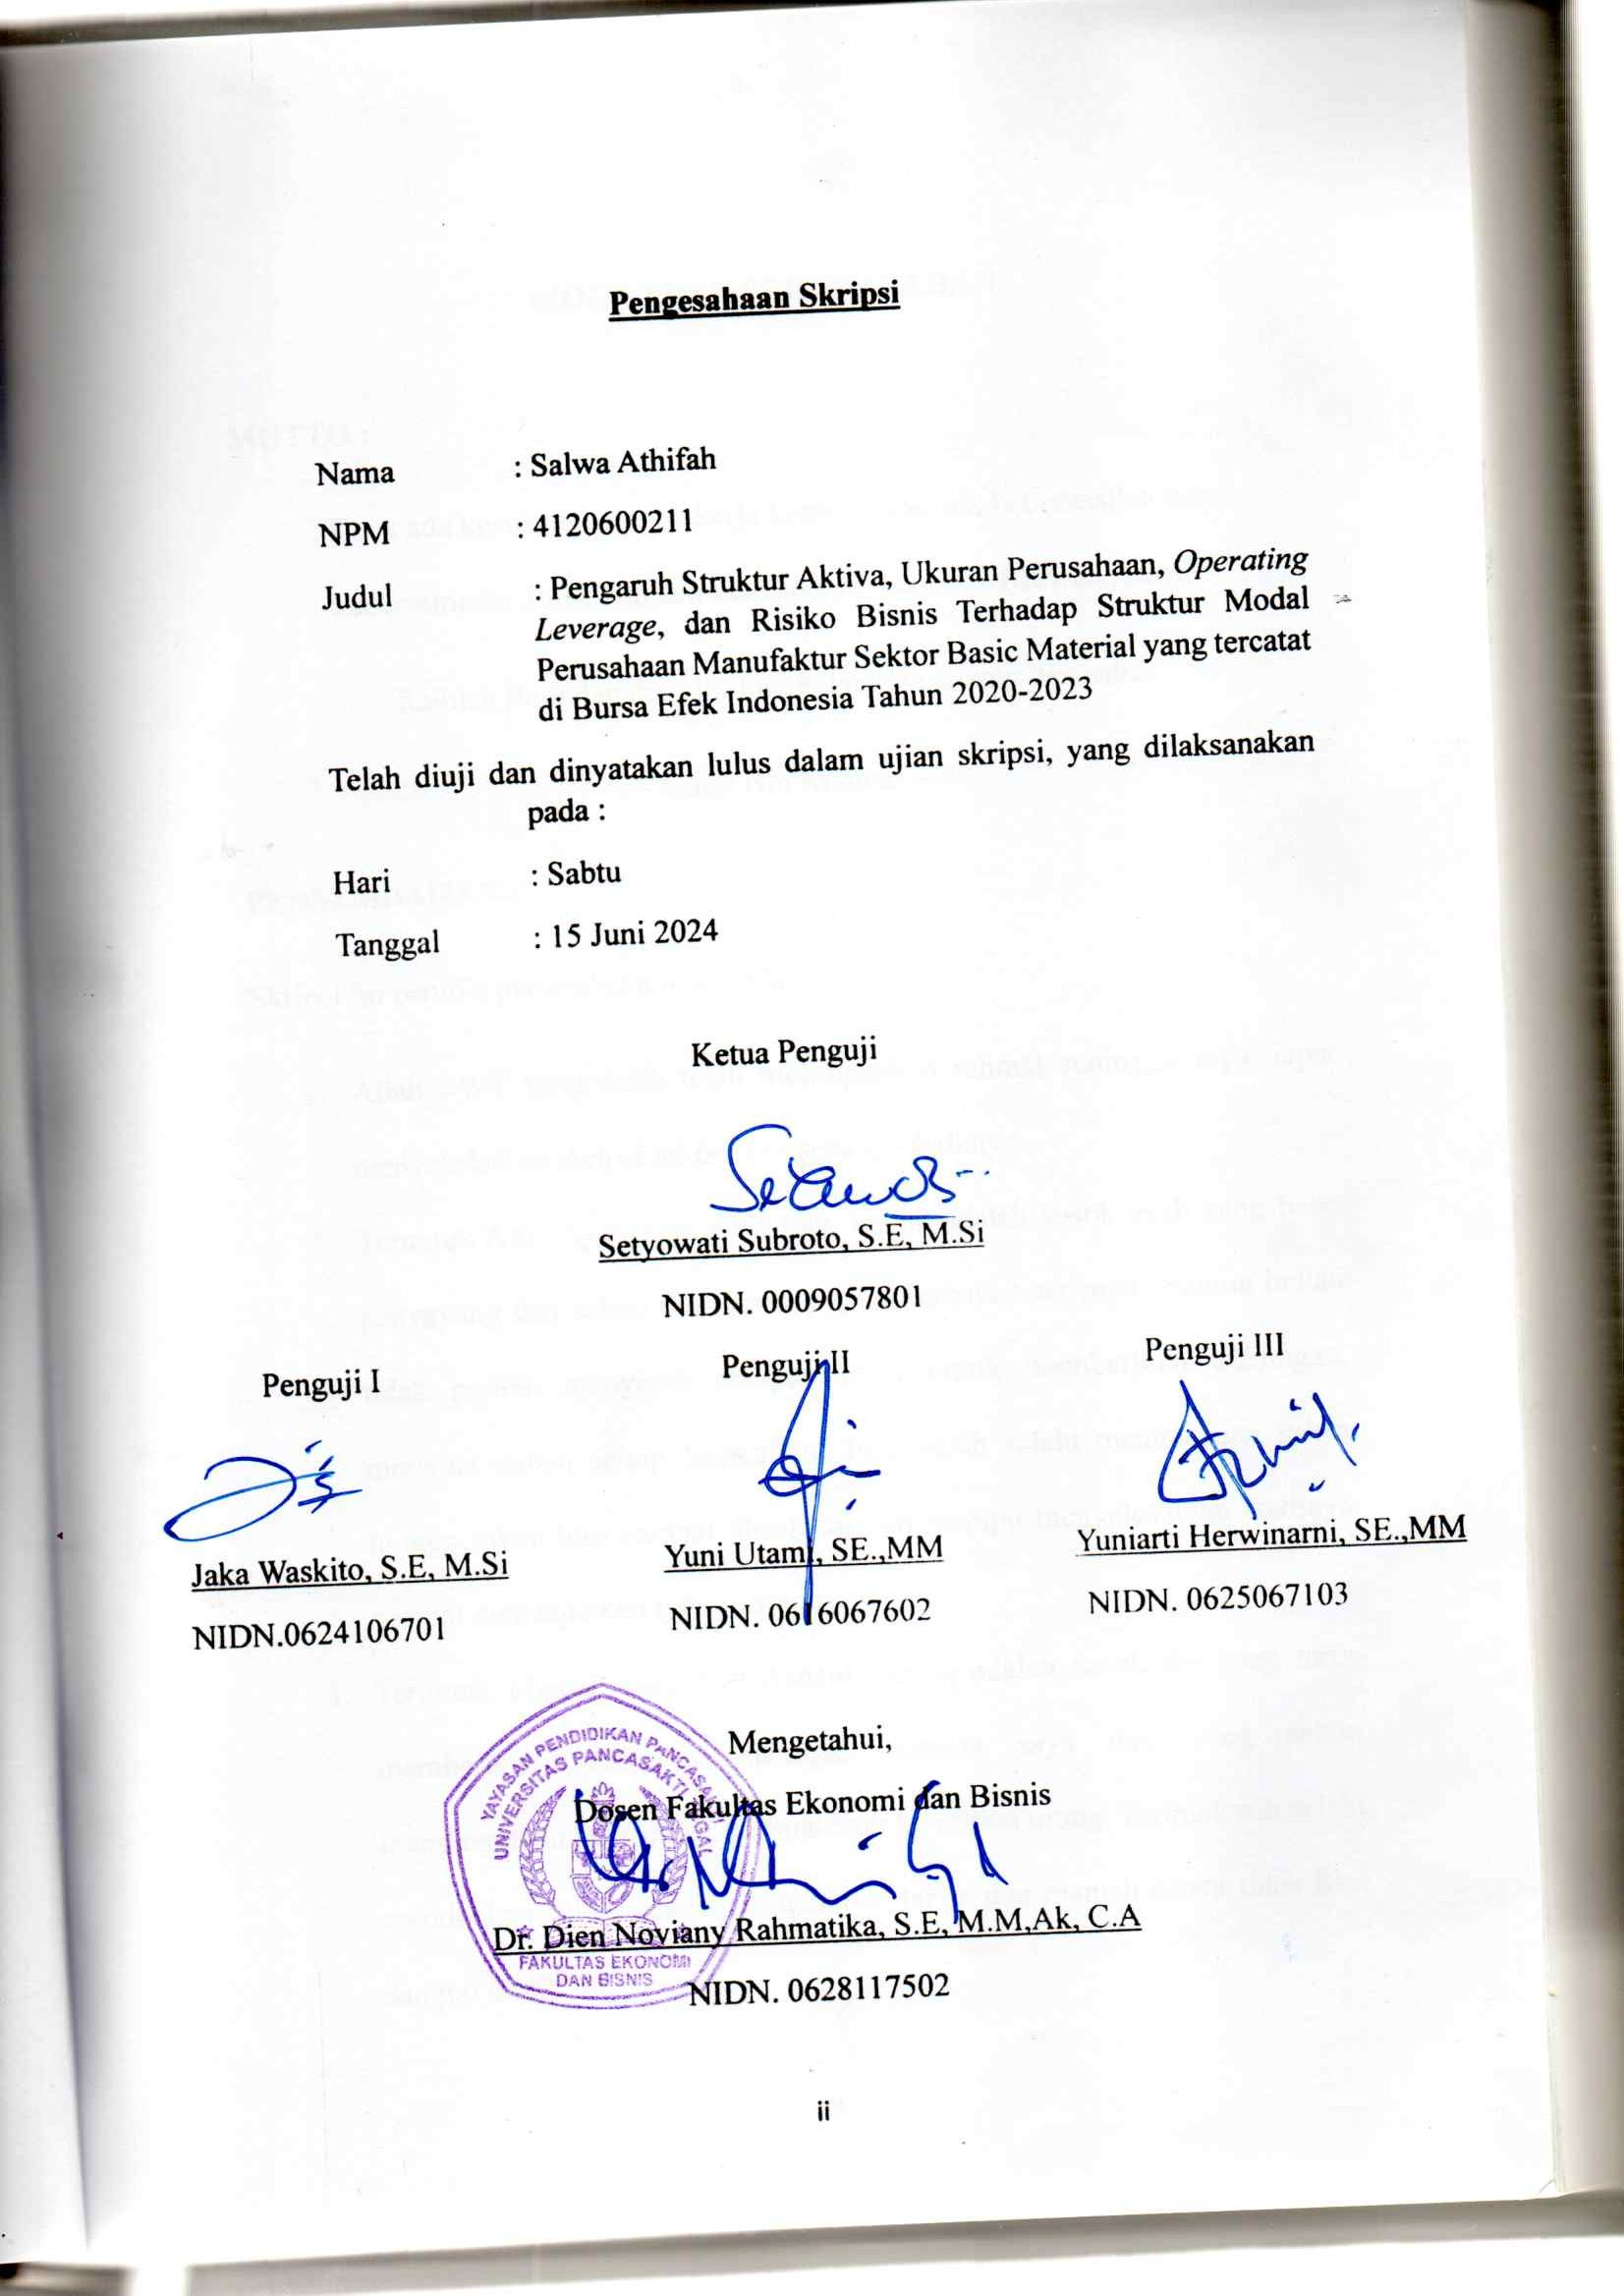 Pengesahaan Skripsi
Nama : Salwa Athifah
NPM : 4120600211
Judul : Pengaruh Struktur Aktiva, Ukuran Perusahaan, Operating
Leverage, dan Risiko Bisnis Terhadap Struktur Modal
Perusahaan Manufaktur Sektor Basic Material yang tercatat
di Bursa Efek Indonesia Tahun 2020-2023
Telah diuji dan dinyatakan lulus dalam ujian skripsi, yang dilaksanakan
pada :
Hari : Sabtu
Tanggal : 15 Juni 2024
Ketua Penguji
Setyowati Subroto, S.E, M.Si
NIDN. 0009057801
Penguji I Penguji II Penguji III
Jaka Waskito, S.E, M.Si Yuni Utami, SE.,MM Yuniarti Herwinarni, SE.,MM
NIDN.0624106701 NIDN. 0616067602 NIDN. 0625067103
Mengetahui,
Dosen Fakultas Ekonomi dan Bisnis
YAYASAN PENDIDIKAN PANCASAKTI
UNIVERSITAS PANCASAKTI TEGAL
Dr. Dien Noviany Rahmatika, S.E, M.M,Ak, C.A
FAKULTAS EKONOMI
DAN BISNIS
NIDN. 0628117502
ii